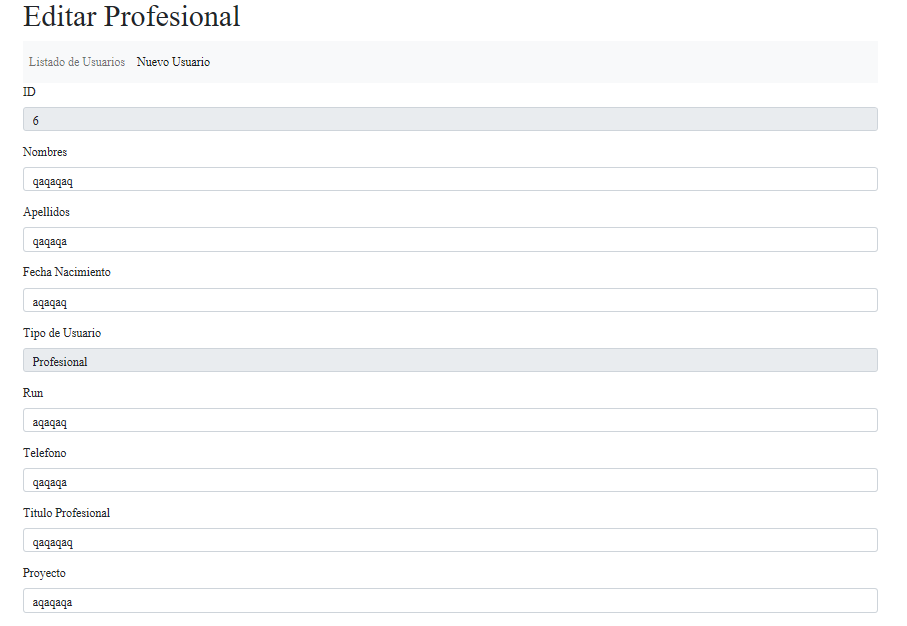 Editar Profesional
Listado de Usuarios Nuevo Usuario
ID
6
Nombres
qaqaqaq
Apellidos
qaqaqa
Fecha Nacimiento
aqaqaq
Tipo de Usuario
Profesional
Run
aqaqaq
Telefono
qaqaqa
Titulo Profesional
qaqaqaq
Proyecto
aqaqaqa